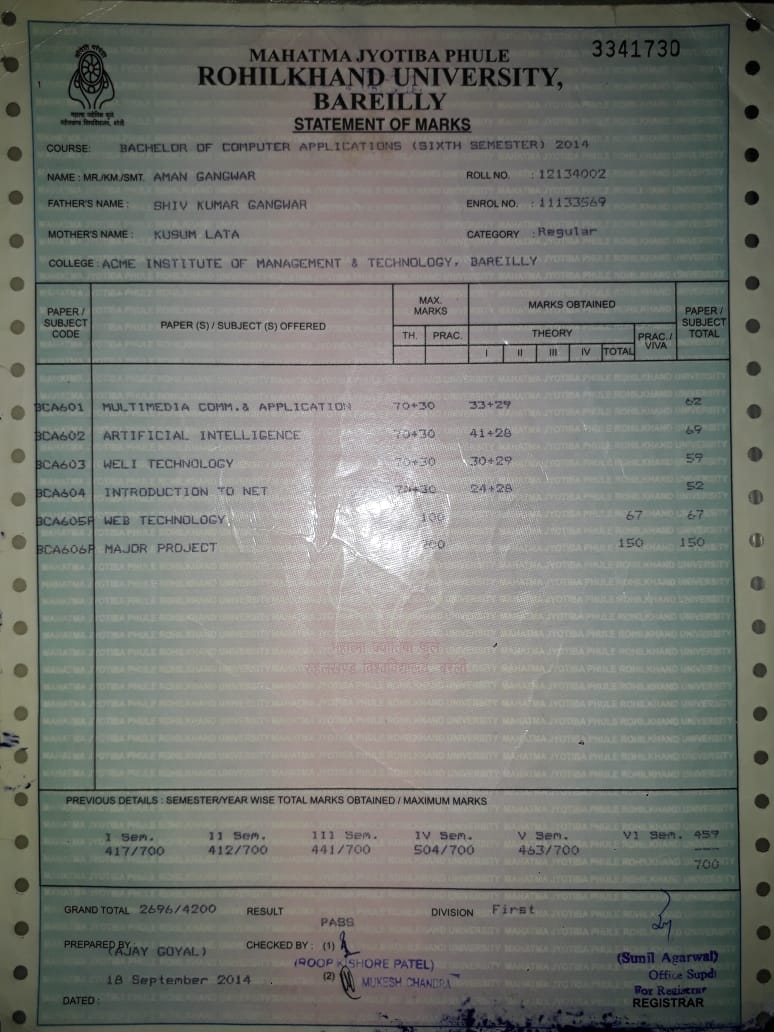 3341730
MAHATMA JYOTIBA PHULE
ROHILKHAND UNIVERSITY,
BAREILLY
STATEMENT OF MARKS
COURSE: BACHELOR OF COMPUTER APPLICATIONS (SIXTH SEMESTER) 2014
NAME : MR./KM./SMT. AMAN GANGWAR ROLL NO. : 12134002
FATHER'S NAME : SHIV KUMAR GANGWAR ENROL NO. : 11133569
MOTHER'S NAME : KUSUM LATA CATEGORY : Regular
COLLEGE : ACME INSTITUTE OF MANAGEMENT & TECHNOLOGY, BAREILLY
PAPER / SUBJECT CODE PAPER (S) / SUBJECT (S) OFFERED MAX. MARKS MARKS OBTAINED PAPER / SUBJECT TOTAL
TH. PRAC. THEORY PRAC. / VIVA
I II III IV TOTAL
BCA601 MULTIMEDIA COMM.& APPLICATION 70+30 33+29 62
BCA602 ARTIFICIAL INTELLIGENCE 70+30 41+28 69
BCA603 WELI TECHNOLOGY 70+30 30+29 59
BCA604 INTRODUCTION TO NET 70+30 24+28 52
BCA605P WEB TECHNOLOGY 100 67 67
BCA606P MAJOR PROJECT 200 150 150
महात्मा ज्योतिबा फुले
रुहेलखण्ड विश्वविद्यालय, बरेली
PREVIOUS DETAILS : SEMESTER/YEAR WISE TOTAL MARKS OBTAINED / MAXIMUM MARKS
I Sem. II Sem. III Sem. IV Sem. V Sem. VI Sem. 459
417/700 412/700 441/700 504/700 463/700 ---
700
GRAND TOTAL 2696/4200 RESULT PASS DIVISION First
PREPARED BY : (AJAY GOYAL) CHECKED BY : (1)
(ROOP KISHORE PATEL)
(2) MUKESH CHANDRA
18 September 2014
DATED :
(Sunil Agarwal)
Office Supdt
For Registrar
REGISTRAR